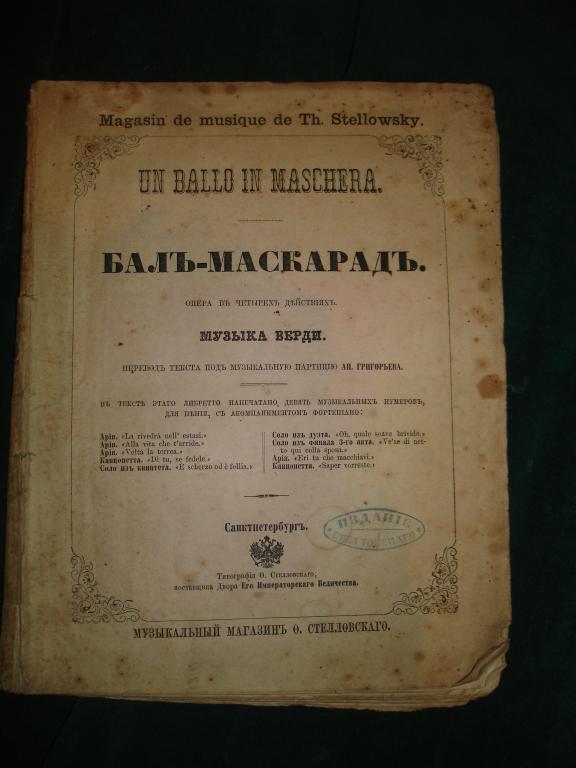 Magasin de musique de Th. Stellowsky.
UN BALLO IN MASCHERA.
БАЛЪ-МАСКАРАДЪ.
ОПЕРА ВЪ ЧЕТЫРЕХЪ ДѢЙСТВІЯХЪ.
МУЗЫКА ВЕРДИ.
ПЕРЕВОДЪ ТЕКСТА ПОДЪ МУЗЫКАЛЬНУЮ ПАРТИЦІЮ АП. ГРИГОРЬЕВА.
ВЪ ТЕКСТѢ ЭТАГО ЛИБРЕТТО НАПЕЧАТАНО ДЕВЯТЬ МУЗЫКАЛЬНЫХЪ НУМЕРОВЪ,
ДЛЯ ПѢНІЯ, СЪ АКОМПАНИМЕНТОМЪ ФОРТЕПІАНО:
Арія. «La rivedrà nell' estasi.»
Арія. «Alla vita che t'arride.»
Арія. «Volta la terrea.»
Канцонетта. «Di tu, se fedele.»
Соло изъ квинтета. «E scherzo od è follia.»
Соло изъ дуэта. «Oh, quale soave brivido.»
Соло изъ финала 3-го акта. «Ve'se di not-
te qui colla sposa.»
Арія. «Eri tu che macchiavi.»
Канцонетта. «Saper vorreste.»
Санктпетербургъ.
ИЗДАНІЕ
СТЕЛЛОВСКАГО
Типографія Ѳ. Стелловскаго,
поставщика Двора Его Императорскаго Величества.
МУЗЫКАЛЬНЫЙ МАГАЗИНЪ Ѳ. СТЕЛЛОВСКАГО.